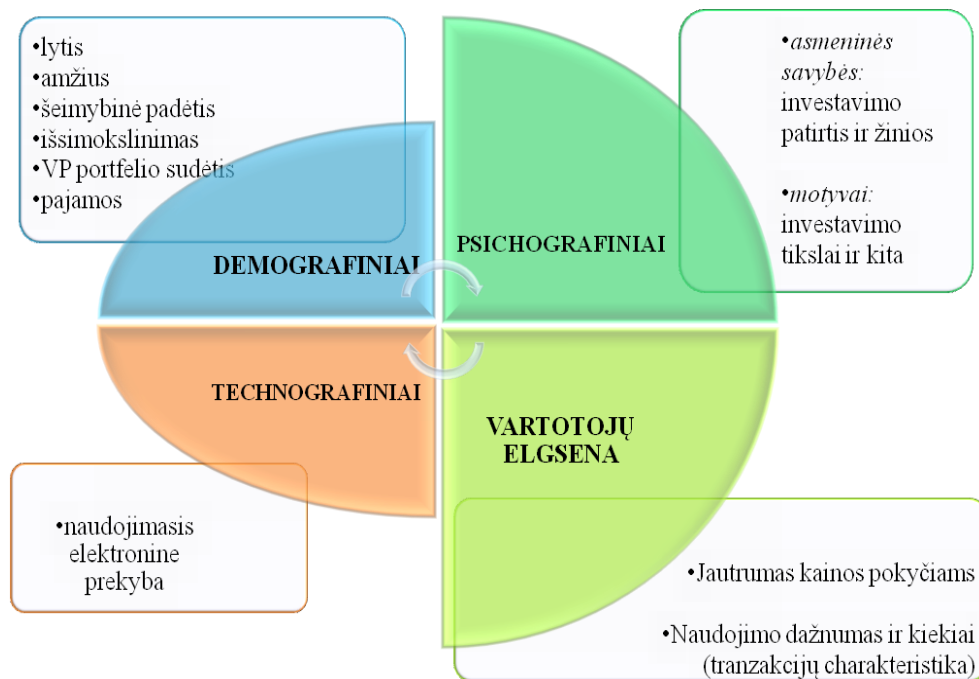 •lytis
•amžius
•šeimybinė padėtis
•išsimokslinimas
•VP portfelio sudėtis
•pajamos
DEMOGRAFINIAI
PSICHOGRAFINIAI
•asmeninės
savybės:
investavimo
patirtis ir žinios
•motyvai:
investavimo
tikslai ir kita
TECHNOGRAFINIAI
•naudojimasis
elektronine
prekyba
VARTOTOJŲ
ELGSENA
•Jautrumas kainos pokyčiams
•Naudojimo dažnumas ir kiekiai
(tranzakcijų charakteristika)